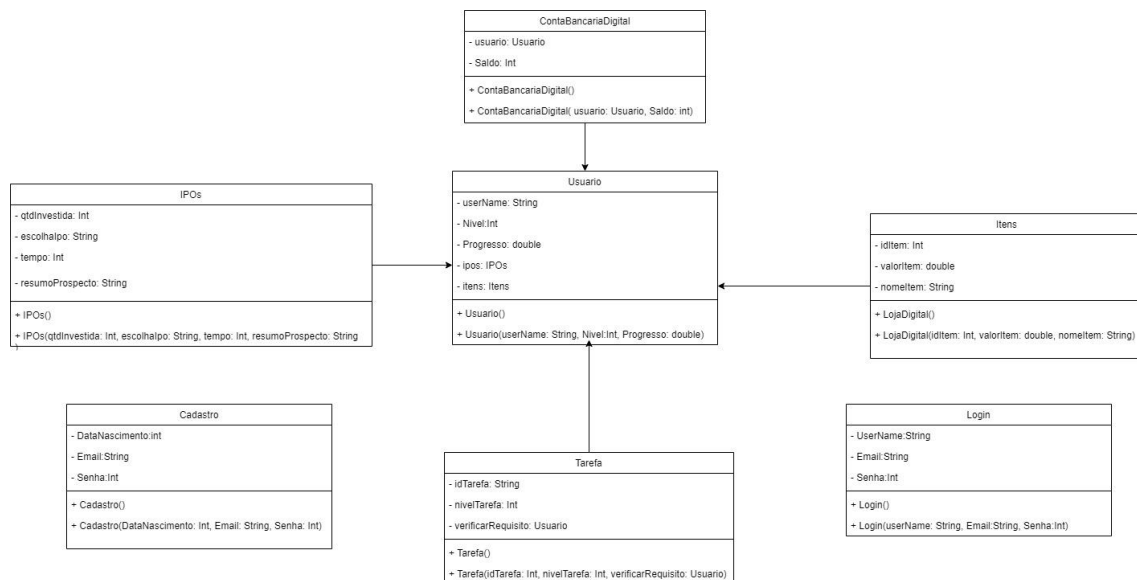 ContaBancariaDigital
- usuario: Usuario
- Saldo: Int
+ ContaBancariaDigital()
+ ContaBancariaDigital( usuario: Usuario, Saldo: int)
IPOs
- qtdInvestida: Int
- escolhaIpo: String
- tempo: Int
- resumoProspecto: String
+ IPOs()
+ IPOs(qtdInvestida: Int, escolhaIpo: String, tempo: Int, resumoProspecto: String
)
Usuario
- userName: String
- Nivel:Int
- Progresso: double
- ipos: IPOs
- itens: Itens
+ Usuario()
+ Usuario(userName: String, Nivel:Int, Progresso: double)
Itens
- idItem: Int
- valorItem: double
- nomeItem: String
+ LojaDigital()
+ LojaDigital(idItem: Int, valorItem: double, nomeItem: String)
Cadastro
- DataNascimento:int
- Email:String
- Senha:Int
+ Cadastro()
+ Cadastro(DataNascimento: Int, Email: String, Senha: Int)
Tarefa
- idTarefa: String
- nivelTarefa: Int
- verificarRequisito: Usuario
+ Tarefa()
+ Tarefa(idTarefa: Int, nivelTarefa: Int, verificarRequisito: Usuario)
Login
- UserName:String
- Email:String
- Senha:Int
+ Login()
+ Login(userName: String, Email:String, Senha:Int)